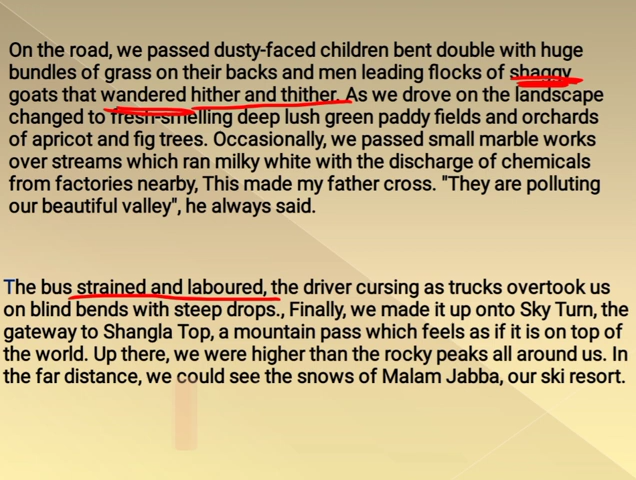 On the road, we passed dusty-faced children bent double with huge
bundles of grass on their backs and men leading flocks of shaggy
goats that wandered hither and thither. As we drove on the landscape
changed to fresh-smelling deep lush green paddy fields and orchards
of apricot and fig trees. Occasionally, we passed small marble works
over streams which ran milky white with the discharge of chemicals
from factories nearby, This made my father cross. "They are polluting
our beautiful valley", he always said.
The bus strained and laboured, the driver cursing as trucks overtook us
on blind bends with steep drops., Finally, we made it up onto Sky Turn, the
gateway to Shangla Top, a mountain pass which feels as if it is on top of
the world. Up there, we were higher than the rocky peaks all around us. In
the far distance, we could see the snows of Malam Jabba, our ski resort.